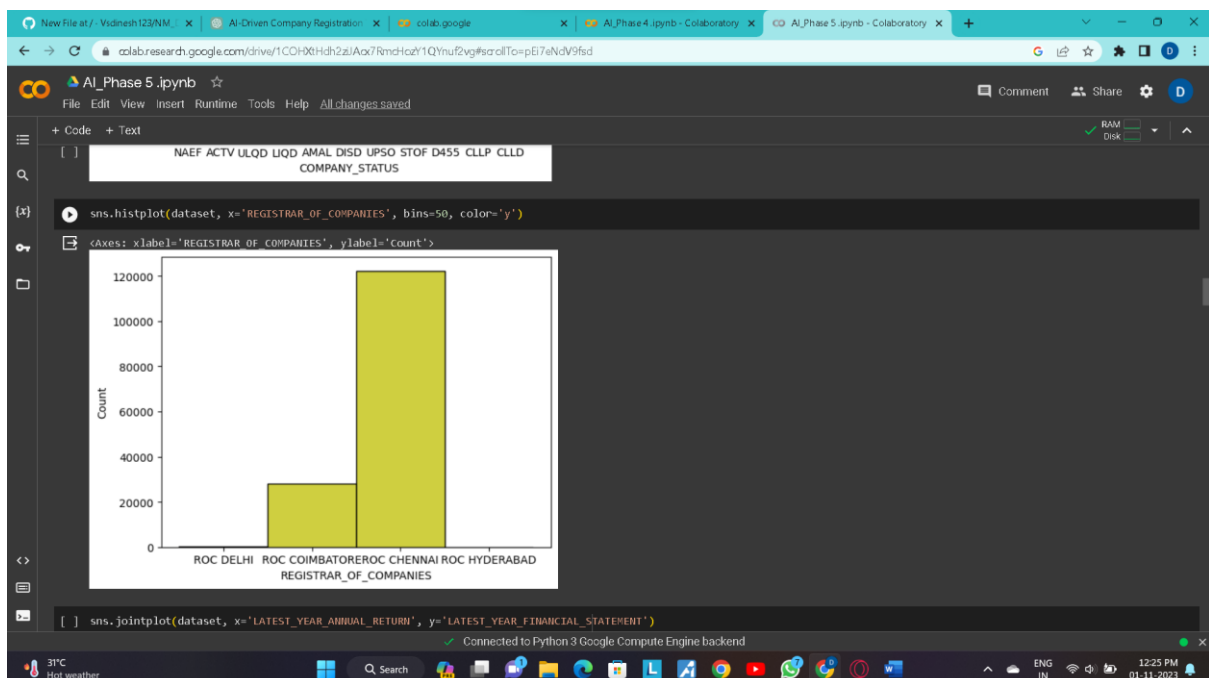 New File at / · Vsdinesh123/NM_
AI-Driven Company Registration
colab.google
AI_Phase 4 .ipynb - Colaboratory
AI_Phase 5 .ipynb - Colaboratory
colab.research.google.com/drive/1COHXtHdh2ziJAox7RmcHozY1QYnuf2vg#scrollTo=pEi7eNdV9fsd
AI_Phase 5 .ipynb
File Edit View Insert Runtime Tools Help All changes saved
Comment Share D
+ Code + Text
RAM
Disk
[ ]
NAEF ACTV ULQD LIQD AMAL DISD UPSO STOF D455 CLLP CLLD
COMPANY_STATUS
{x}
sns.histplot(dataset, x='REGISTRAR_OF_COMPANIES', bins=50, color='y')
<Axes: xlabel='REGISTRAR_OF_COMPANIES', ylabel='Count'>
120000
100000
80000
60000
40000
20000
0
Count
ROC DELHI ROC COIMBATORE ROC CHENNAI ROC HYDERABAD
REGISTRAR_OF_COMPANIES
[ ] sns.jointplot(dataset, x='LATEST_YEAR_ANNUAL_RETURN', y='LATEST_YEAR_FINANCIAL_STATEMENT')
Connected to Python 3 Google Compute Engine backend
31°C
Hot weather
Search
ENG
IN
12:25 PM
01-11-2023